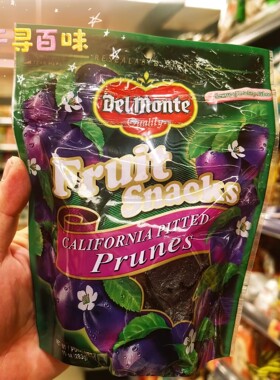 寻百味
Del Monte
Quality
Fruit
Snacks
CALIFORNIA PITTED
Prunes